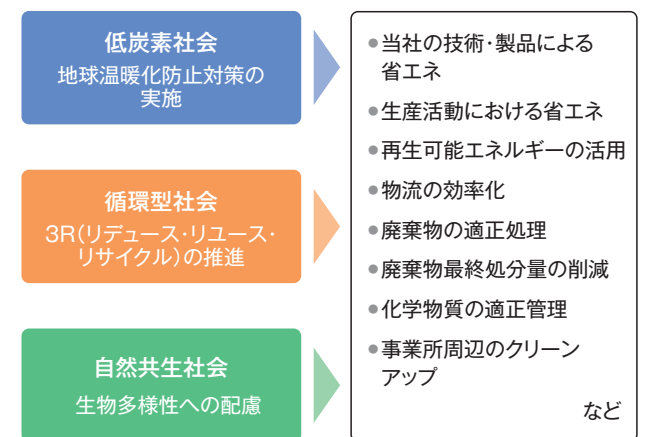 低炭素社会
地球温暖化防止対策の
実施
循環型社会
3R(リデュース・リユース・
リサイクル)の推進
自然共生社会
生物多様性への配慮
●当社の技術・製品による
省エネ
●生産活動における省エネ
●再生可能エネルギーの活用
●物流の効率化
●廃棄物の適正処理
●廃棄物最終処分量の削減
●化学物質の適正管理
●事業所周辺のクリーン
アップ
など